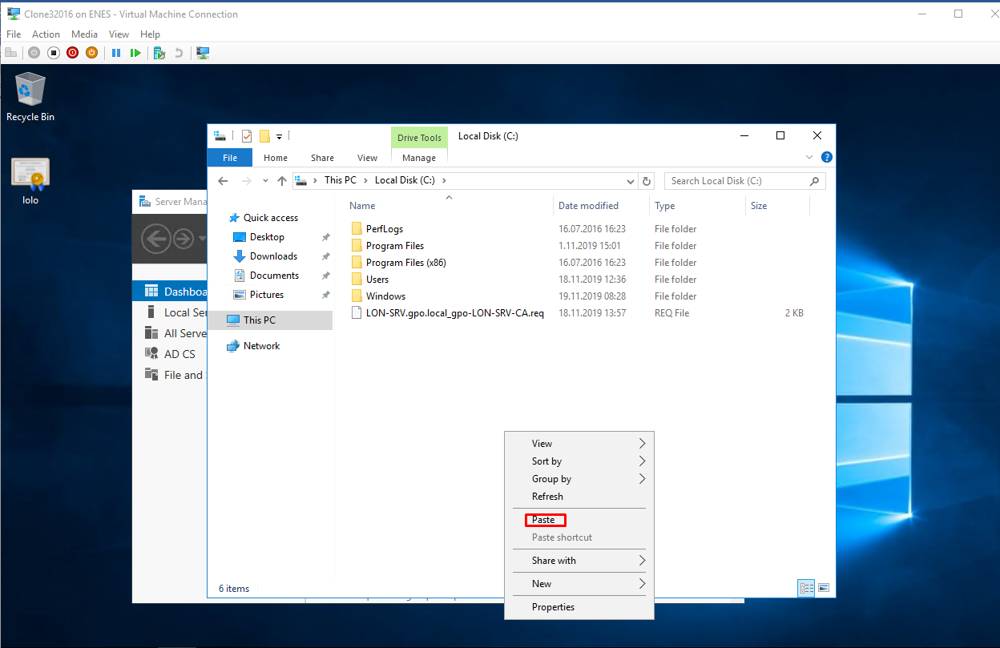 Clone32016 on ENES - Virtual Machine Connection
File Action Media View Help
Recycle Bin
lolo
Server Mana
Dashboa
Local Ser
All Serve
AD CS
File and
Drive Tools
Local Disk (C:)
File Home Share View Manage
This PC Local Disk (C:)
Search Local Disk (C:)
Quick access
Desktop
Downloads
Documents
Pictures
This PC
Network
Name Date modified Type Size
PerfLogs 16.07.2016 16:23 File folder
Program Files 1.11.2019 15:01 File folder
Program Files (x86) 16.07.2016 16:23 File folder
Users 18.11.2019 12:36 File folder
Windows 19.11.2019 08:28 File folder
LON-SRV.gpo.local_gpo-LON-SRV-CA.req 18.11.2019 13:57 REQ File 2 KB
View
Sort by
Group by
Refresh
Paste
Paste shortcut
Share with
New
Properties
6 items